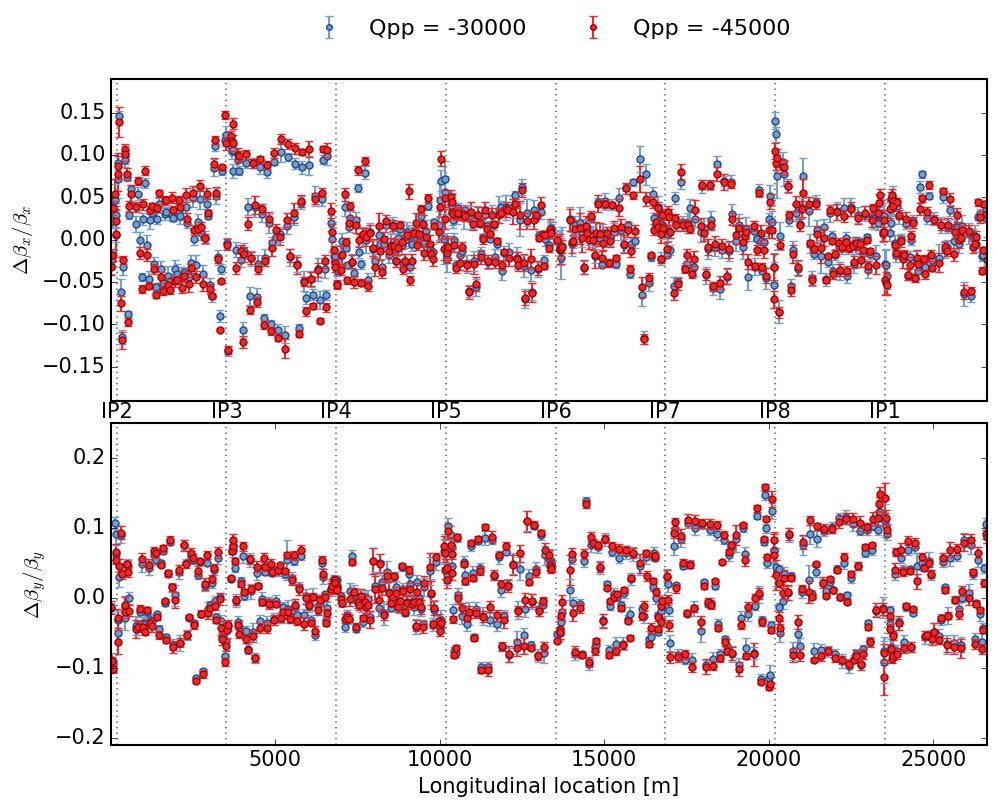 Qpp = -30000 Qpp = -45000
0.15
0.10
0.05
0.00
−0.05
−0.10
−0.15
Δβx/βx
IP2 IP3 IP4 IP5 IP6 IP7 IP8 IP1
0.2
0.1
0.0
−0.1
−0.2
Δβy/βy
5000 10000 15000 20000 25000
Longitudinal location [m]